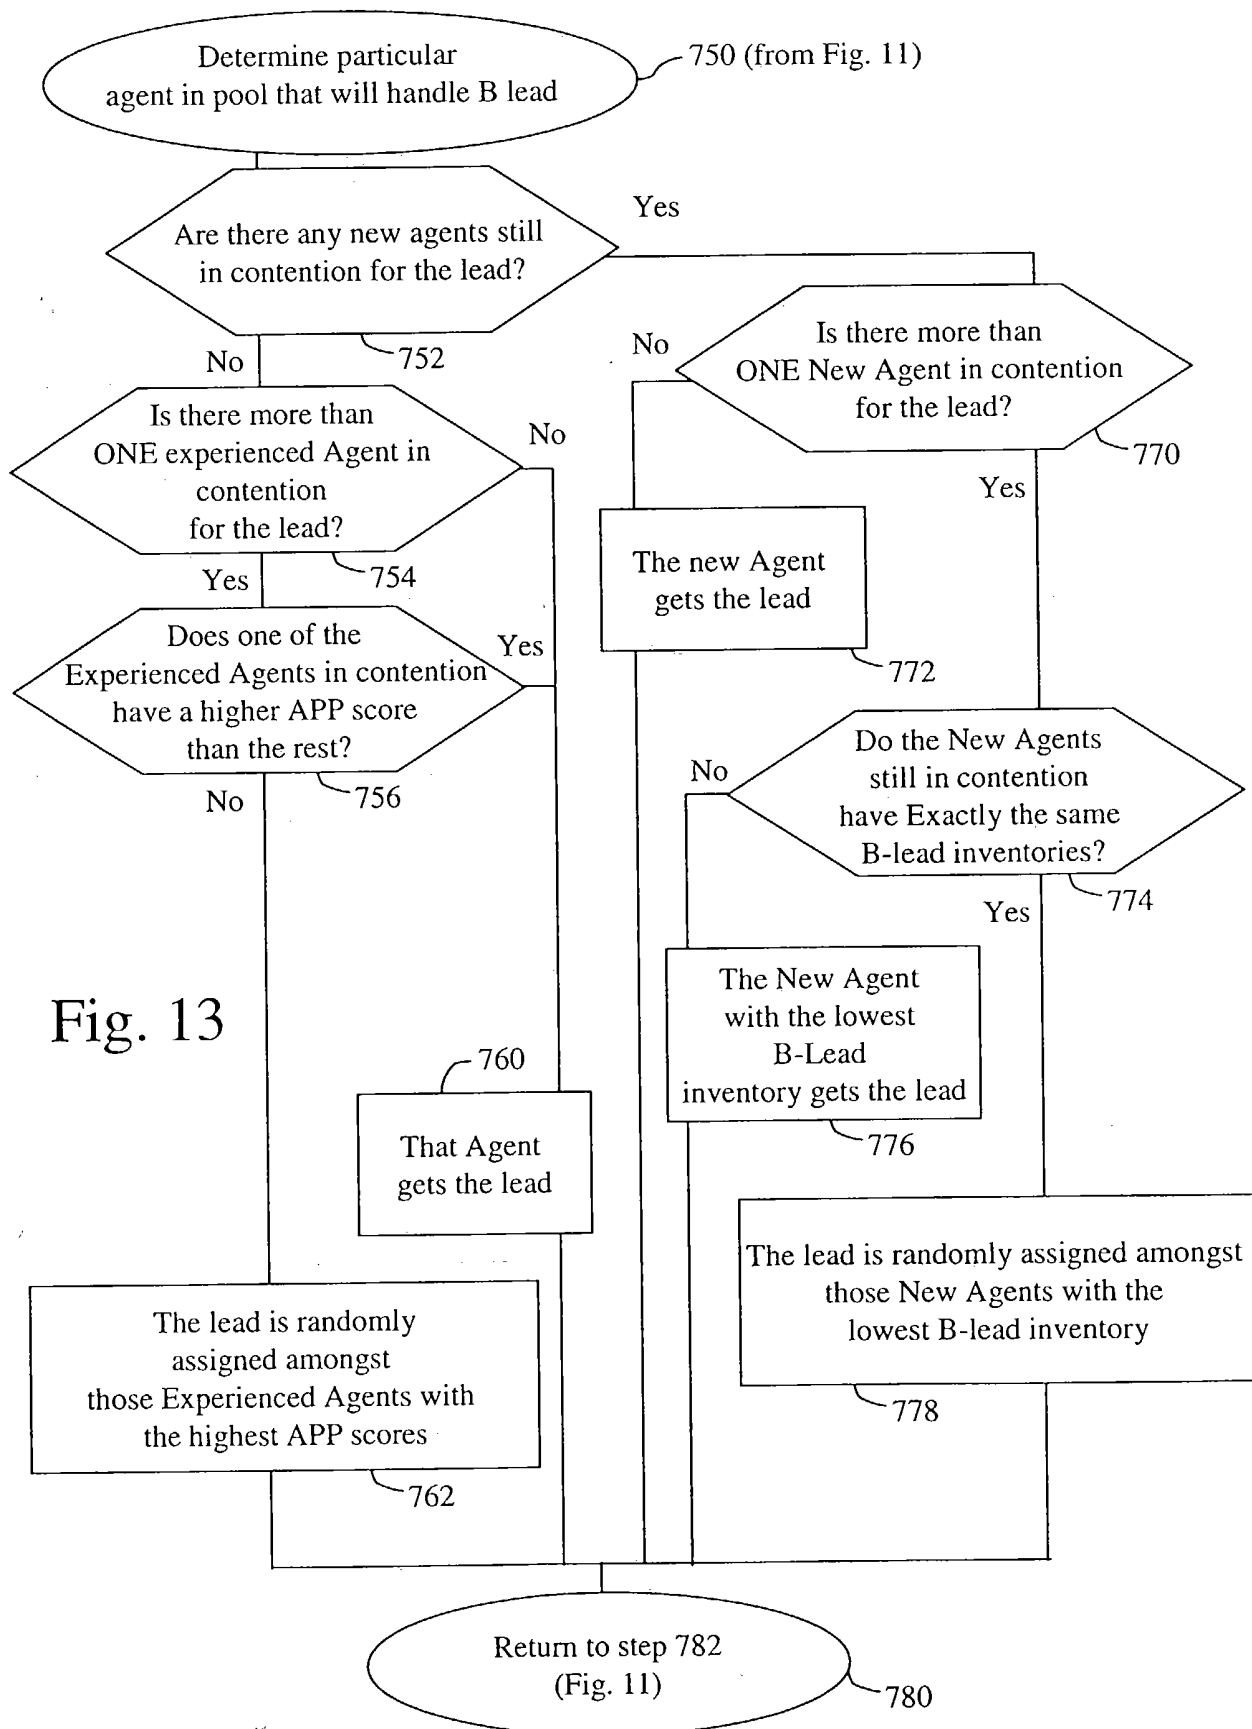 Determine particular
agent in pool that will handle B lead
750 (from Fig. 11)
Are there any new agents still
in contention for the lead?
752
Yes
No
Is there more than
ONE experienced Agent in
contention
for the lead?
754
No
Yes
Does one of the
Experienced Agents in contention
have a higher APP score
than the rest?
756
Yes
No
Is there more than
ONE New Agent in contention
for the lead?
770
No
Yes
The new Agent
gets the lead
772
Do the New Agents
still in contention
have Exactly the same
B-lead inventories?
774
No
Yes
The New Agent
with the lowest
B-Lead
inventory gets the lead
776
Fig. 13
760
That Agent
gets the lead
The lead is randomly assigned amongst
those New Agents with the
lowest B-lead inventory
778
The lead is randomly
assigned amongst
those Experienced Agents with
the highest APP scores
762
Return to step 782
(Fig. 11)
780